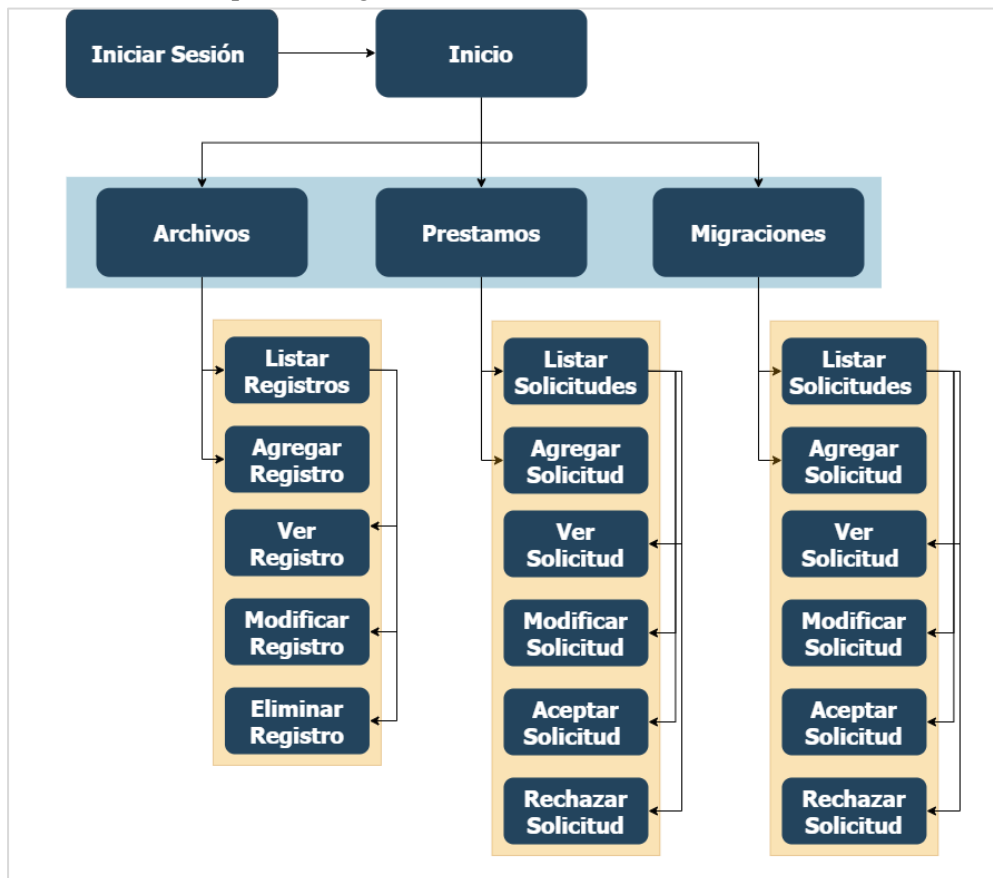 Iniciar Sesión
Inicio
Archivos
Prestamos
Migraciones
Listar
Registros
Agregar
Registro
Ver
Registro
Modificar
Registro
Eliminar
Registro
Listar
Solicitudes
Agregar
Solicitud
Ver
Solicitud
Modificar
Solicitud
Aceptar
Solicitud
Rechazar
Solicitud
Listar
Solicitudes
Agregar
Solicitud
Ver
Solicitud
Modificar
Solicitud
Aceptar
Solicitud
Rechazar
Solicitud